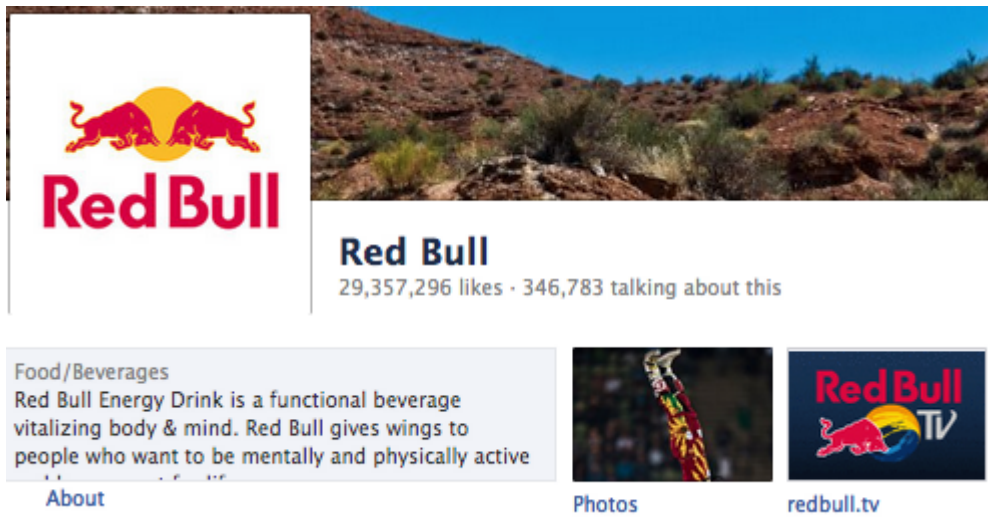 Red Bull
Red Bull
29,357,296 likes · 346,783 talking about this
Food/Beverages
Red Bull Energy Drink is a functional beverage
vitalizing body & mind. Red Bull gives wings to
people who want to be mentally and physically active
About
Photos
Red Bull
TV
redbull.tv